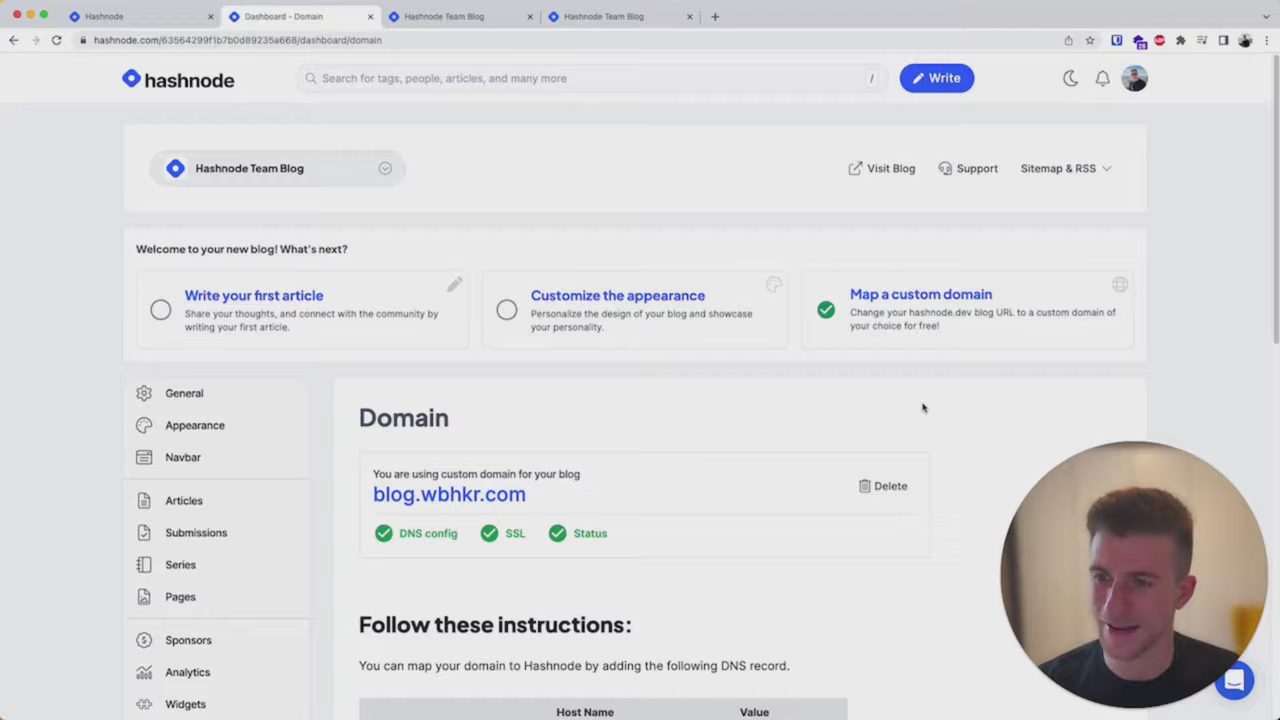 Hashnode
Dashboard - Domain
Hashnode Team Blog
Hashnode Team Blog
hashnode.com/63564299f1b7b0d89235a668/dashboard/domain
28
hashnode
Search for tags, people, articles, and many more
/
Write
Hashnode Team Blog
Visit Blog
Support
Sitemap & RSS
Welcome to your new blog! What's next?
Write your first article
Share your thoughts, and connect with the community by
writing your first article.
Customize the appearance
Personalize the design of your blog and showcase
your personality.
Map a custom domain
Change your hashnode.dev blog URL to a custom domain of
your choice for free!
General
Appearance
Navbar
Articles
Submissions
Series
Pages
Sponsors
Analytics
Widgets
Domain
You are using custom domain for your blog
blog.wbhkr.com
Delete
DNS config
SSL
Status
Follow these instructions:
You can map your domain to Hashnode by adding the following DNS record.
Host Name
Value